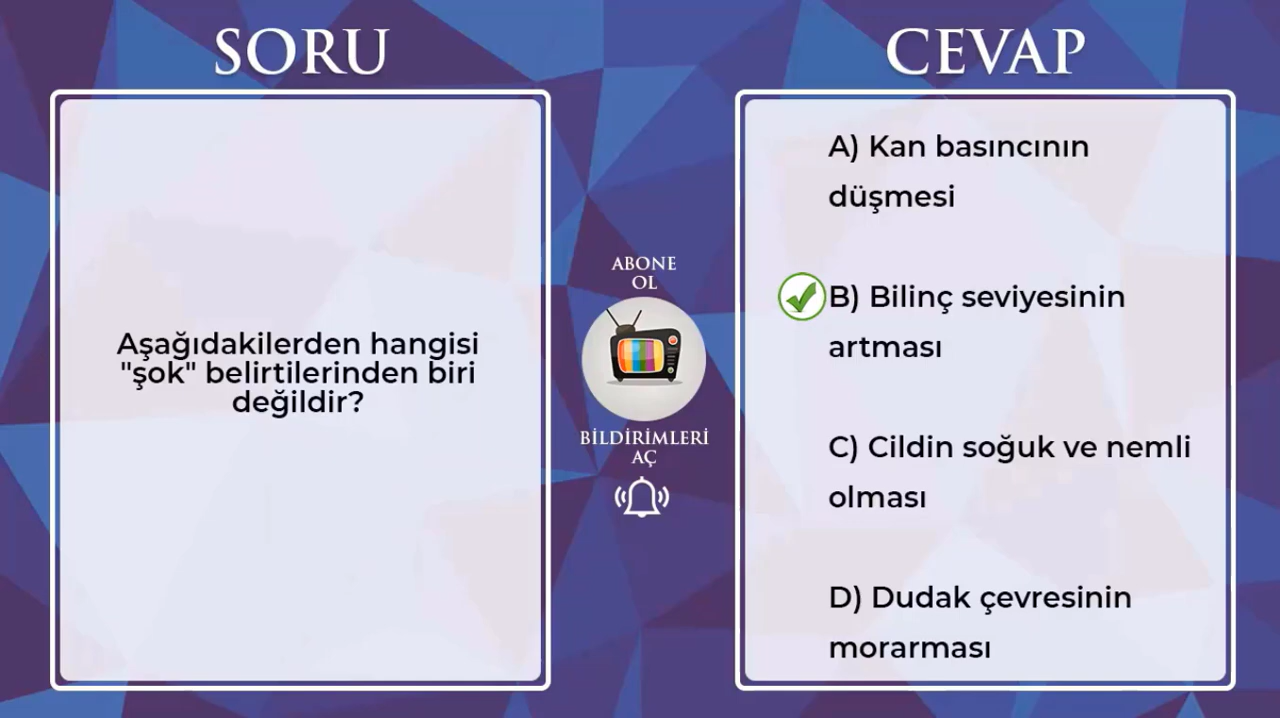 SORU
Aşağıdakilerden hangisi
"şok" belirtilerinden biri
değildir?
ABONE
OL
BİLDİRİMLERİ
AÇ
CEVAP
A) Kan basıncının
düşmesi
B) Bilinç seviyesinin
artması
C) Cildin soğuk ve nemli
olması
D) Dudak çevresinin
morarması